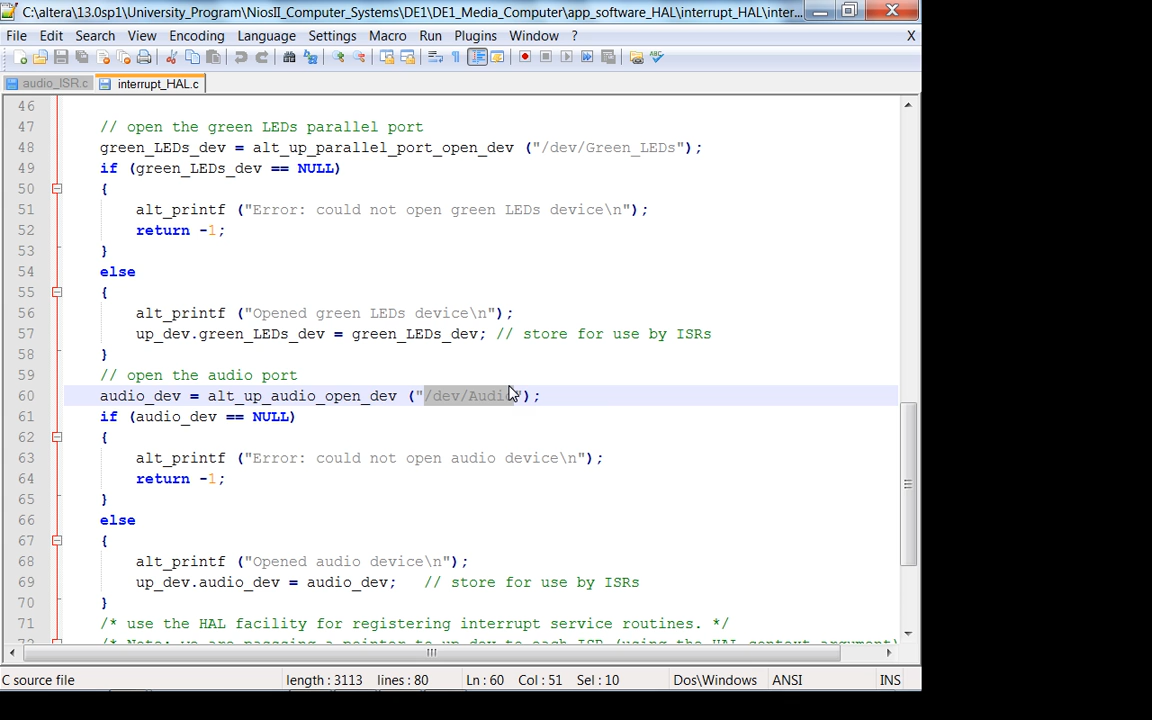 C:\altera\13.0sp1\University_Program\NiosII_Computer_Systems\DE1\DE1_Media_Computer\app_software_HAL\interrupt_HAL\inter...
File Edit Search View Encoding Language Settings Macro Run Plugins Window ? X
audio_ISR.c interrupt_HAL.c
46
47 // open the green LEDs parallel port
48 green_LEDs_dev = alt_up_parallel_port_open_dev ("/dev/Green_LEDs");
49 if (green_LEDs_dev == NULL)
50 {
51 alt_printf ("Error: could not open green LEDs device\n");
52 return -1;
53 }
54 else
55 {
56 alt_printf ("Opened green LEDs device\n");
57 up_dev.green_LEDs_dev = green_LEDs_dev; // store for use by ISRs
58 }
59 // open the audio port
60 audio_dev = alt_up_audio_open_dev ("/dev/Audio");
61 if (audio_dev == NULL)
62 {
63 alt_printf ("Error: could not open audio device\n");
64 return -1;
65 }
66 else
67 {
68 alt_printf ("Opened audio device\n");
69 up_dev.audio_dev = audio_dev; // store for use by ISRs
70 }
71 /* use the HAL facility for registering interrupt service routines. */
72 /* Note: we are passing a pointer to up_dev to each ISR (using the HAL context argument)
C source file length : 3113 lines : 80 Ln : 60 Col : 51 Sel : 10 Dos\Windows ANSI INS